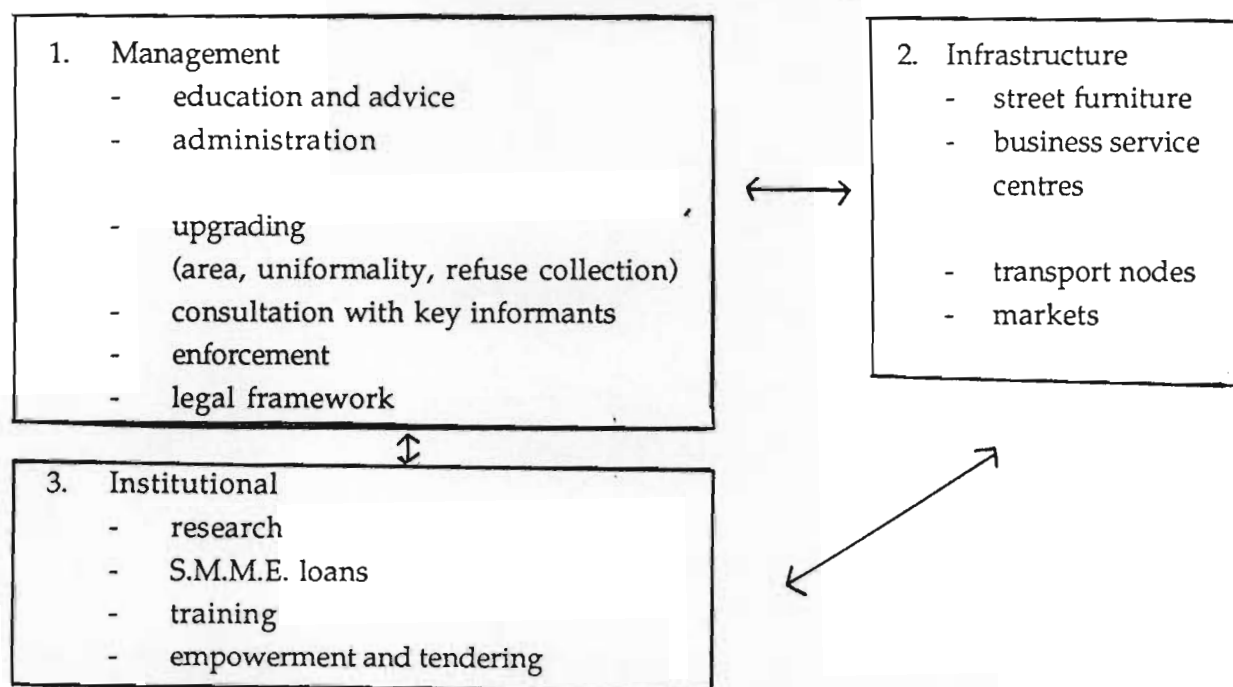 1. Management
- education and advice
- administration
- upgrading
(area, uniformality, refuse collection)
- consultation with key informants
- enforcement
- legal framework
2. Infrastructure
- street furniture
- business service
centres
- transport nodes
- markets
3. Institutional
- research
- S.M.M.E. loans
- training
- empowerment and tendering